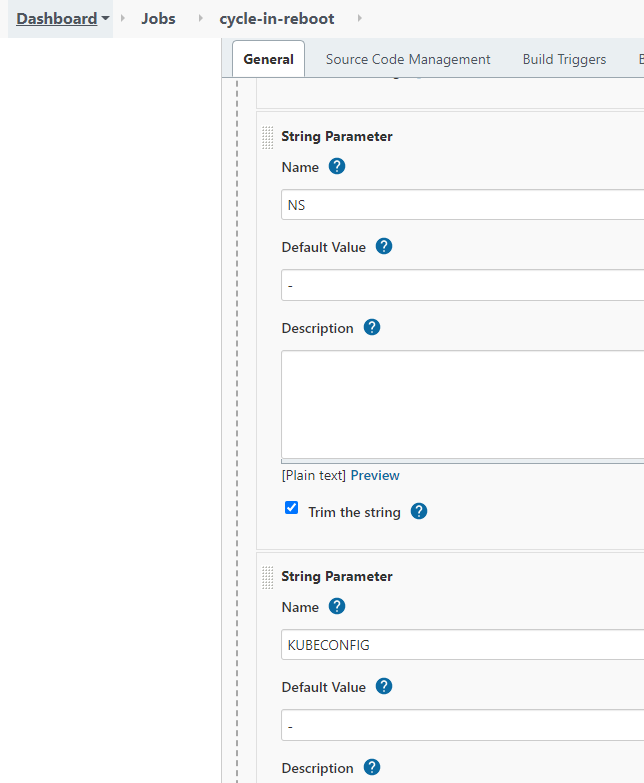 Dashboard Jobs cycle-in-reboot
General Source Code Management Build Triggers
String Parameter
Name ?
NS
Default Value ?
-
Description ?
[Plain text] Preview
Trim the string ?
String Parameter
Name ?
KUBECONFIG
Default Value ?
-
Description ?